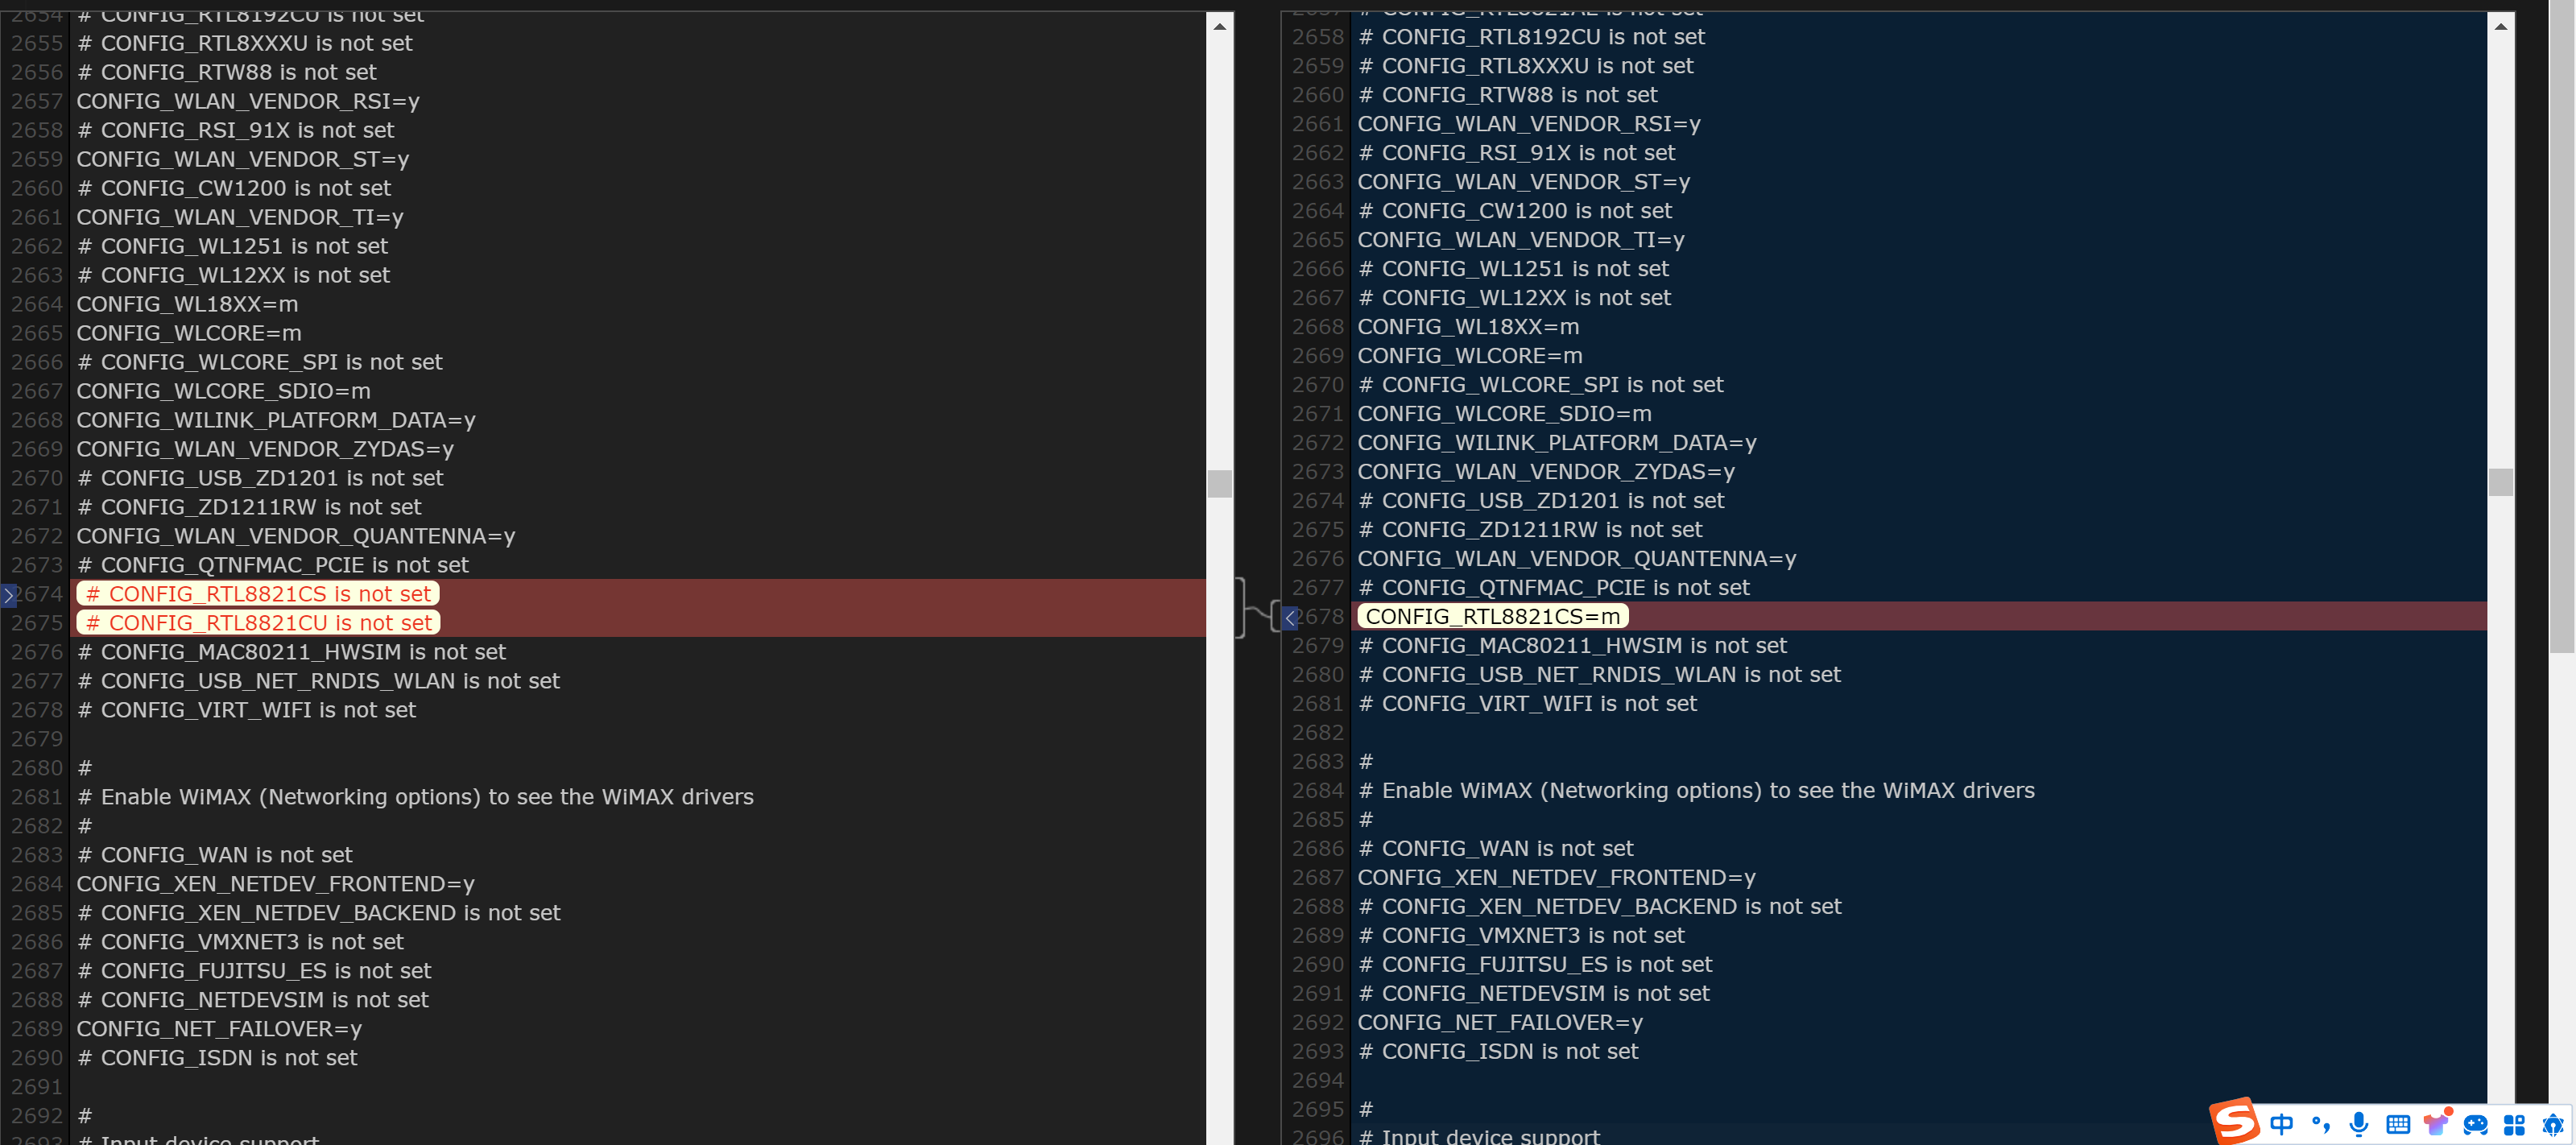 2654 # CONFIG_RTL8192CU is not set
2655 # CONFIG_RTL8XXXU is not set
2656 # CONFIG_RTW88 is not set
2657 CONFIG_WLAN_VENDOR_RSI=y
2658 # CONFIG_RSI_91X is not set
2659 CONFIG_WLAN_VENDOR_ST=y
2660 # CONFIG_CW1200 is not set
2661 CONFIG_WLAN_VENDOR_TI=y
2662 # CONFIG_WL1251 is not set
2663 # CONFIG_WL12XX is not set
2664 CONFIG_WL18XX=m
2665 CONFIG_WLCORE=m
2666 # CONFIG_WLCORE_SPI is not set
2667 CONFIG_WLCORE_SDIO=m
2668 CONFIG_WILINK_PLATFORM_DATA=y
2669 CONFIG_WLAN_VENDOR_ZYDAS=y
2670 # CONFIG_USB_ZD1201 is not set
2671 # CONFIG_ZD1211RW is not set
2672 CONFIG_WLAN_VENDOR_QUANTENNA=y
2673 # CONFIG_QTNFMAC_PCIE is not set
2674 # CONFIG_RTL8821CS is not set
2675 # CONFIG_RTL8821CU is not set
2676 # CONFIG_MAC80211_HWSIM is not set
2677 # CONFIG_USB_NET_RNDIS_WLAN is not set
2678 # CONFIG_VIRT_WIFI is not set
2679
2680 #
2681 # Enable WiMAX (Networking options) to see the WiMAX drivers
2682 #
2683 # CONFIG_WAN is not set
2684 CONFIG_XEN_NETDEV_FRONTEND=y
2685 # CONFIG_XEN_NETDEV_BACKEND is not set
2686 # CONFIG_VMXNET3 is not set
2687 # CONFIG_FUJITSU_ES is not set
2688 # CONFIG_NETDEVSIM is not set
2689 CONFIG_NET_FAILOVER=y
2690 # CONFIG_ISDN is not set
2691
2692 #
2693 # Input device support
2657 # CONFIG_RTL8821AE is not set
2658 # CONFIG_RTL8192CU is not set
2659 # CONFIG_RTL8XXXU is not set
2660 # CONFIG_RTW88 is not set
2661 CONFIG_WLAN_VENDOR_RSI=y
2662 # CONFIG_RSI_91X is not set
2663 CONFIG_WLAN_VENDOR_ST=y
2664 # CONFIG_CW1200 is not set
2665 CONFIG_WLAN_VENDOR_TI=y
2666 # CONFIG_WL1251 is not set
2667 # CONFIG_WL12XX is not set
2668 CONFIG_WL18XX=m
2669 CONFIG_WLCORE=m
2670 # CONFIG_WLCORE_SPI is not set
2671 CONFIG_WLCORE_SDIO=m
2672 CONFIG_WILINK_PLATFORM_DATA=y
2673 CONFIG_WLAN_VENDOR_ZYDAS=y
2674 # CONFIG_USB_ZD1201 is not set
2675 # CONFIG_ZD1211RW is not set
2676 CONFIG_WLAN_VENDOR_QUANTENNA=y
2677 # CONFIG_QTNFMAC_PCIE is not set
2678 CONFIG_RTL8821CS=m
2679 # CONFIG_MAC80211_HWSIM is not set
2680 # CONFIG_USB_NET_RNDIS_WLAN is not set
2681 # CONFIG_VIRT_WIFI is not set
2682
2683 #
2684 # Enable WiMAX (Networking options) to see the WiMAX drivers
2685 #
2686 # CONFIG_WAN is not set
2687 CONFIG_XEN_NETDEV_FRONTEND=y
2688 # CONFIG_XEN_NETDEV_BACKEND is not set
2689 # CONFIG_VMXNET3 is not set
2690 # CONFIG_FUJITSU_ES is not set
2691 # CONFIG_NETDEVSIM is not set
2692 CONFIG_NET_FAILOVER=y
2693 # CONFIG_ISDN is not set
2694
2695 #
2696 # Input device support
S 中